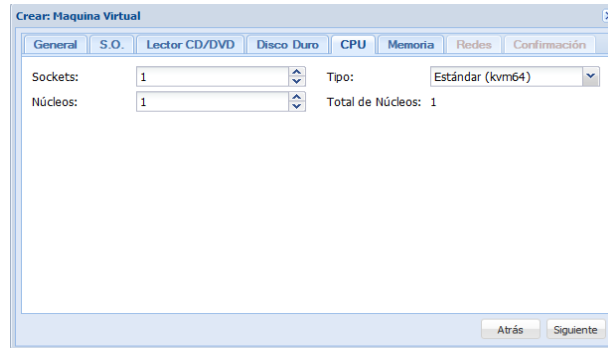 Crear: Maquina Virtual
General S.O. Lector CD/DVD Disco Duro CPU Memoria Redes Confirmación
Sockets: 1 Tipo: Estándar (kvm64)
Núcleos: 1 Total de Núcleos: 1
Atrás Siguiente